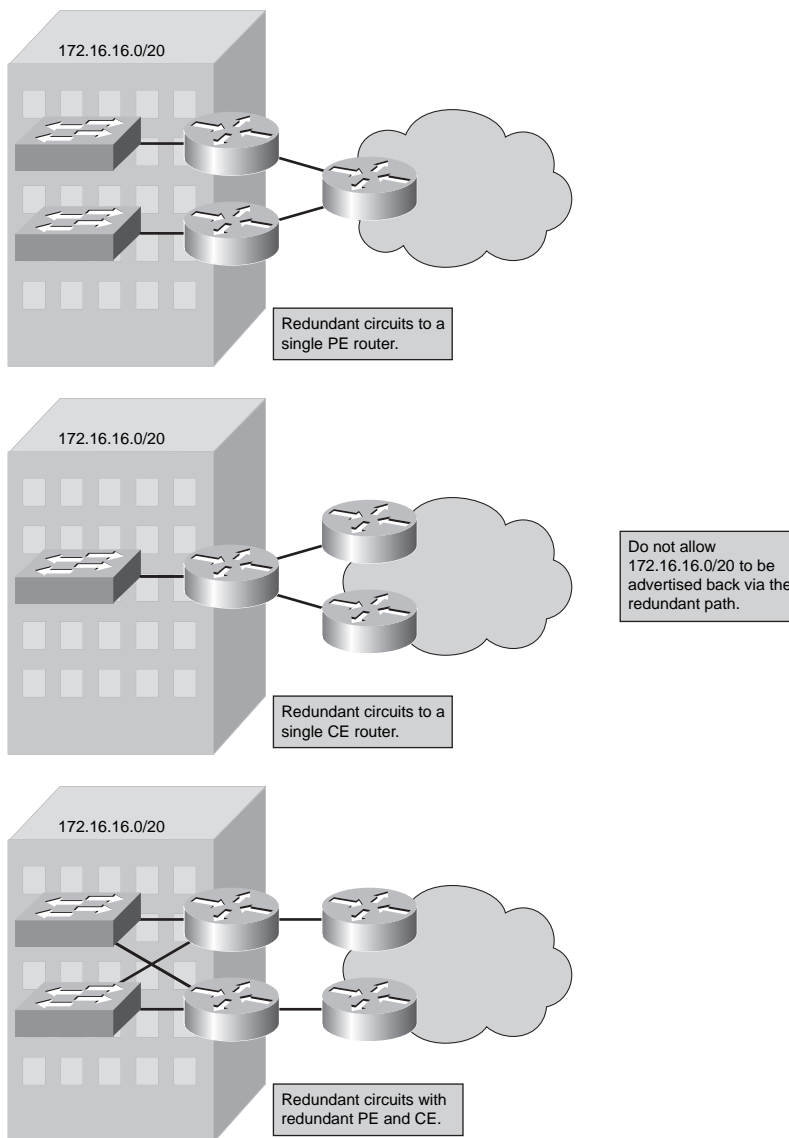 172.16.16.0/20
Redundant circuits to a
single PE router.
172.16.16.0/20
Do not allow
172.16.16.0/20 to be
advertised back via the
redundant path.
Redundant circuits to a
single CE router.
172.16.16.0/20
Redundant circuits with
redundant PE and CE.